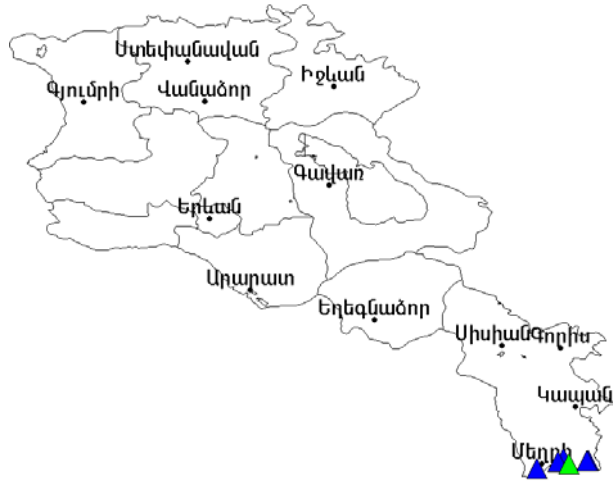 Ստեփանավան
Իջևան
Գյումրի
Վանաձոր
Գավառ
Երևան
Արարատ
Եղեգնաձոր
Սիսիան
Գորիս
Կապան
Մեղրի